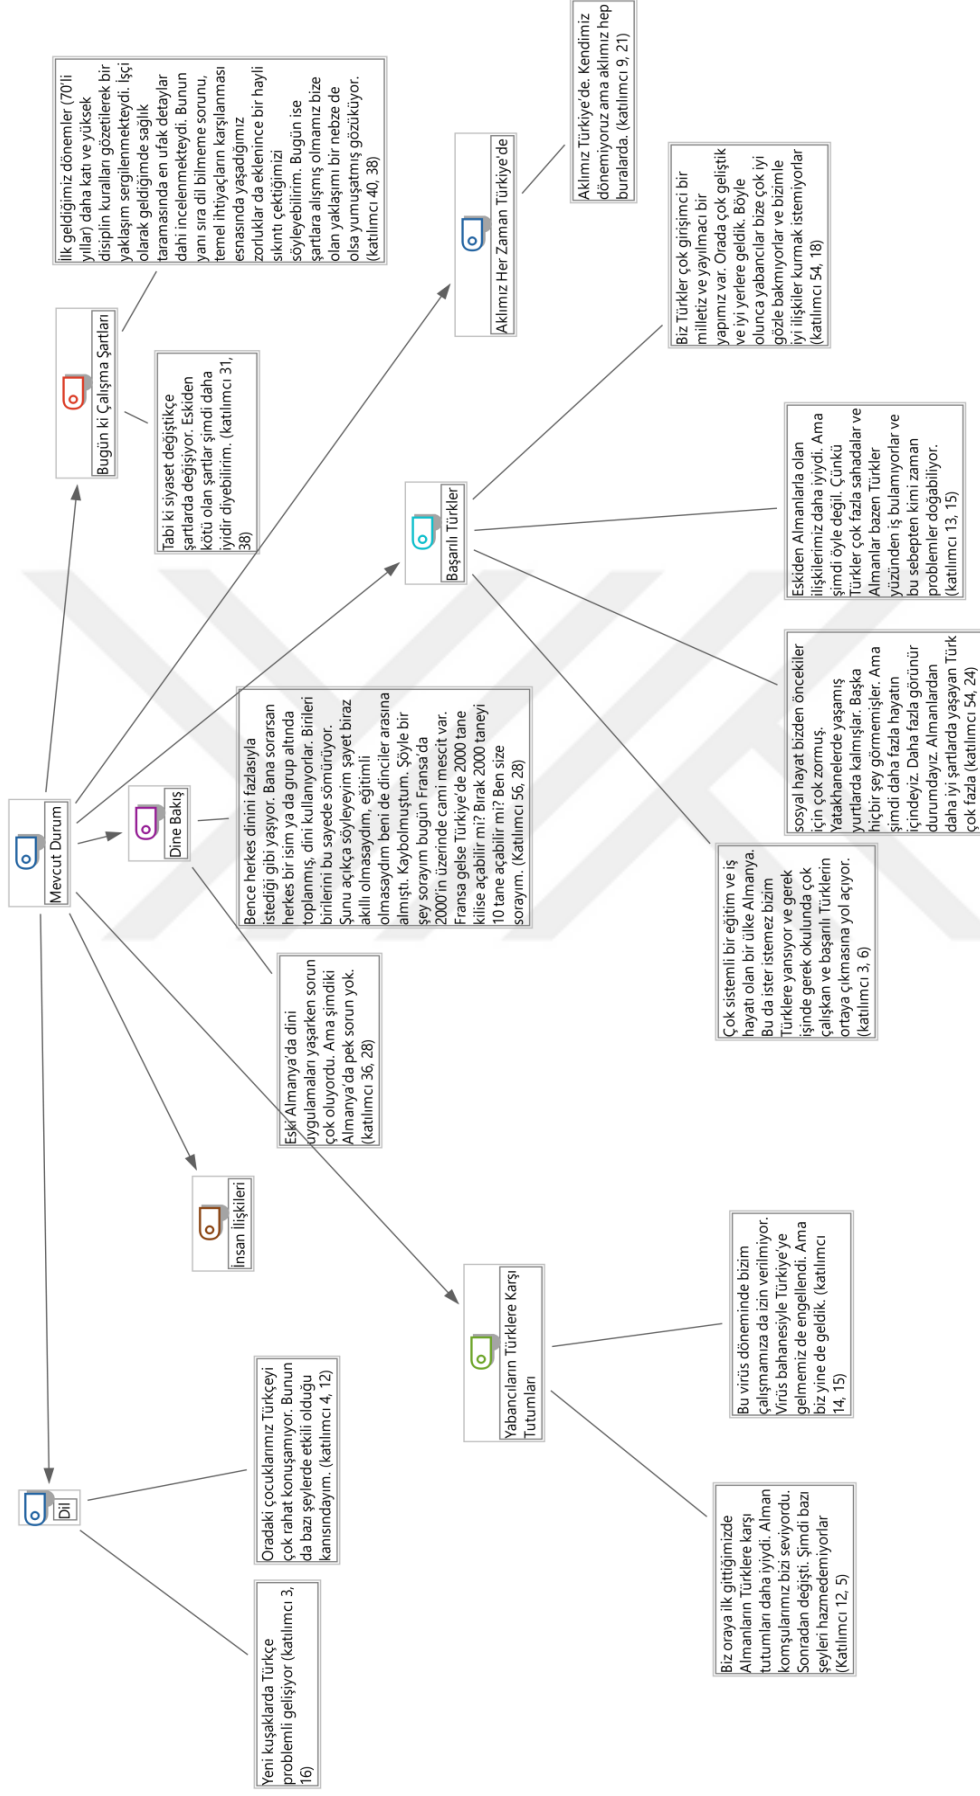 Mevcut Durum
Dil
Yeni kuşaklarda Türkçe
problemli gelişiyor (katılımcı 3,
16)
Oradaki çocuklarımız Türkçeyi
çok rahat konuşamıyor. Bunun
da bazı şeylerde etkili olduğu
kanısındayım. (katılımcı 4, 12)
İnsan İlişkileri
Yabancıların Türklere Karşı
Tutumları
Biz oraya ilk gittiğimizde
Almanların Türklere karşı
tutumları daha iyiydi. Alman
komşularımız bizi seviyordu.
Sonradan değişti. Şimdi bazı
şeyleri hazmedemiyorlar
(Katılımcı 12, 5)
Bu virüs döneminde bizim
çalışmamıza da izin verilmiyor.
Virüs bahanesiyle Türkiye'ye
gelmemiz de engellendi. Ama
biz yine de geldik. (katılımcı
14, 15)
Dine Bakış
Eski Almanya'da dini
uygulamaları yaşarken sorun
çok oluyordu. Ama şimdiki
Almanya'da pek sorun yok.
(katılımcı 36, 28)
Bence herkes dinini fazlasıyla
istediği gibi yaşıyor. Bana sorarsan
herkes bir isim ya da grup altında
toplanmış, dini kullanıyorlar. Birileri
birilerini bu sayede sömürüyor.
Şunu açıkça söyleyeyim şayet biraz
akıllı olmasaydım, eğitimli
olmasaydım beni de dinciler arasına
almıştı. Kaybolmuştum. Şöyle bir
şey sorayım bugün Fransa'da
2000'in üzerinde cami mescit var.
Fransa gelse Türkiye'de 2000 tane
kilise açabilir mi? Bırak 2000 taneyi
10 tane açabilir mi? Ben size
sorayım. (Katılımcı 56, 28)
Başarılı Türkler
Çok sistemli bir eğitim ve iş
hayatı olan bir ülke Almanya.
Bu da ister istemez bizim
Türklere yansıyor ve gerek
işinde gerek okulunda çok
çalışkan ve başarılı Türklerin
ortaya çıkmasına yol açıyor.
(katılımcı 3, 6)
sosyal hayat bizden öncekiler
için çok zormuş.
Yatakhanelerde yaşamış
yurtlarda kalmışlar. Başka
hiçbir şey görmemişler. Ama
şimdi daha fazla hayatın
içindeyiz. Daha fazla görünür
durumdayız. Almanlardan
daha iyi şartlarda yaşayan Türk
çok fazla (katılımcı 54, 24)
Eskiden Almanlarla olan
ilişkilerimiz daha iyiydi. Ama
şimdi öyle değil. Çünkü
Türkler çok fazla sahadalar ve
Almanlar bazen Türkler
yüzünden iş bulamıyorlar ve
bu sebepten kimi zaman
problemler doğabiliyor.
(katılımcı 13, 15)
Biz Türkler çok girişimci bir
milletiz ve yayılmacı bir
yapımız var. Orada çok geliştik
ve iyi yerlere geldik. Böyle
olunca yabancılar bize çok iyi
gözle bakmıyorlar ve bizimle
iyi ilişkiler kurmak istemiyorlar
(katılımcı 54, 18)
Bugün ki Çalışma Şartları
Tabi ki siyaset değiştikçe
şartlarda değişiyor. Eskiden
kötü olan şartlar şimdi daha
iyidir diyebilirim. (katılımcı 31,
38)
İlk geldiğimiz dönemler (70'li
yıllar) daha katı ve yüksek
disiplin kuralları gözetilerek bir
yaklaşım sergilenmekteydi. İşçi
olarak geldiğimde sağlık
taramasında en ufak detaylar
dahi incelenmekteydi. Bunun
yanı sıra dil bilmeme sorunu,
temel ihtiyaçların karşılanması
esnasında yaşadığımız
zorluklar da eklenince bir hayli
sıkıntı çektiğimizi
söyleyebilirim. Bugün ise
şartlara alışmış olmamız bize
olan yaklaşımı bir nebze de
olsa yumuşatmış gözüküyor.
(katılımcı 40, 38)
Aklımız Her Zaman Türkiye'de
Aklımız Türkiye'de. Kendimiz
dönemiyoruz ama aklımız hep
buralarda. (katılımcı 9, 21)